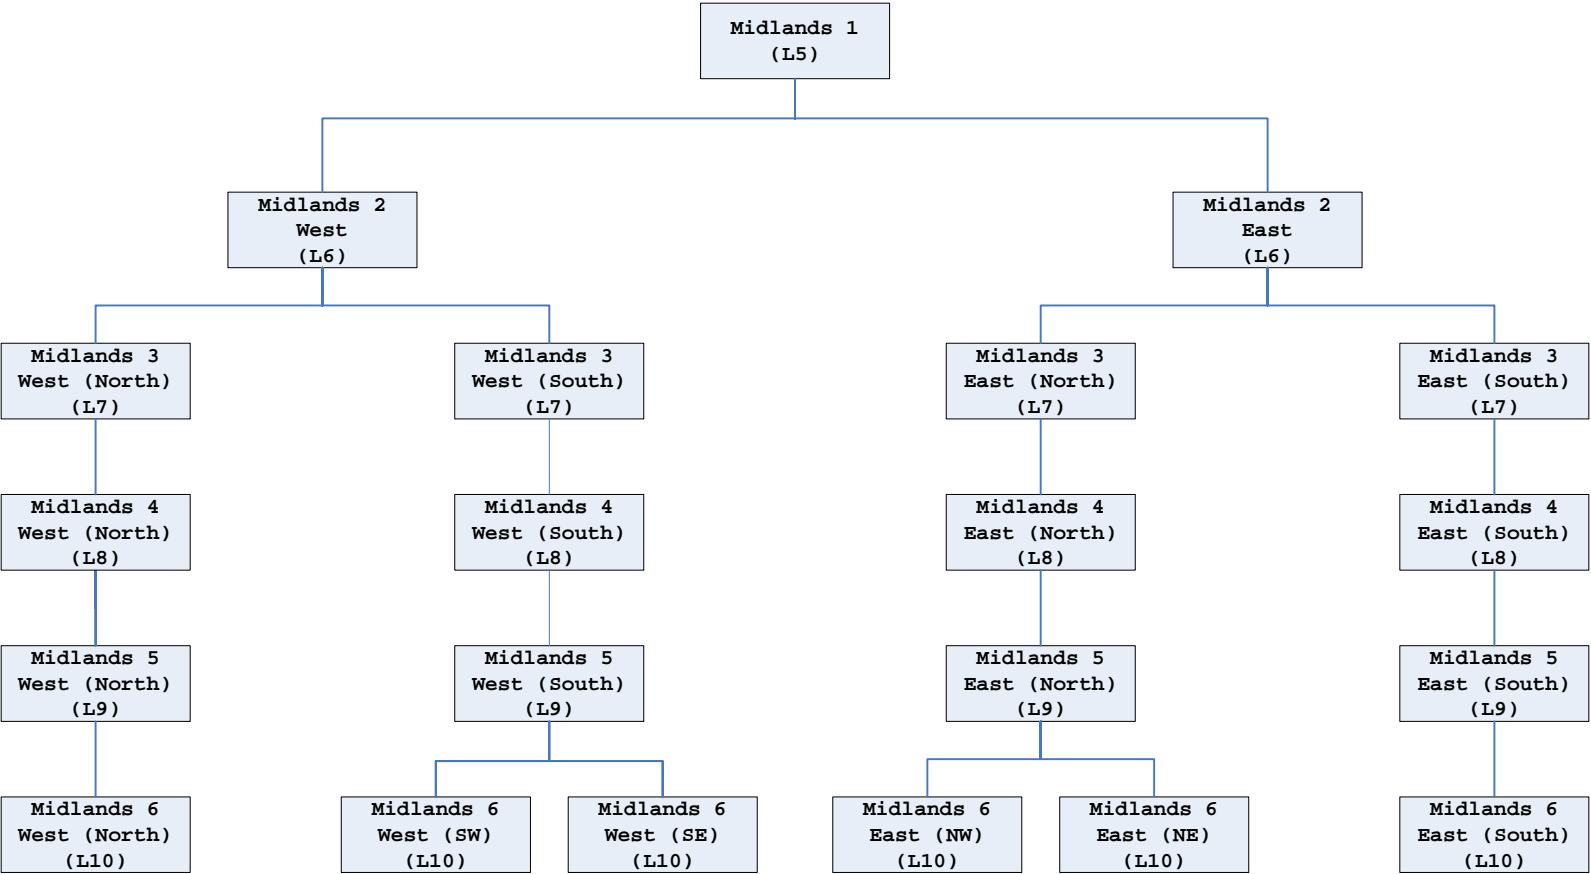 Midlands 1
(L5)
Midlands 2
West
(L6)
Midlands 2
East
(L6)
Midlands 3
West (North)
(L7)
Midlands 3
West (South)
(L7)
Midlands 3
East (North)
(L7)
Midlands 3
East (South)
(L7)
Midlands 4
West (North)
(L8)
Midlands 4
West (South)
(L8)
Midlands 4
East (North)
(L8)
Midlands 4
East (South)
(L8)
Midlands 5
West (North)
(L9)
Midlands 5
West (South)
(L9)
Midlands 5
East (North)
(L9)
Midlands 5
East (South)
(L9)
Midlands 6
West (North)
(L10)
Midlands 6
West (SW)
(L10)
Midlands 6
West (SE)
(L10)
Midlands 6
East (NW)
(L10)
Midlands 6
East (NE)
(L10)
Midlands 6
East (South)
(L10)